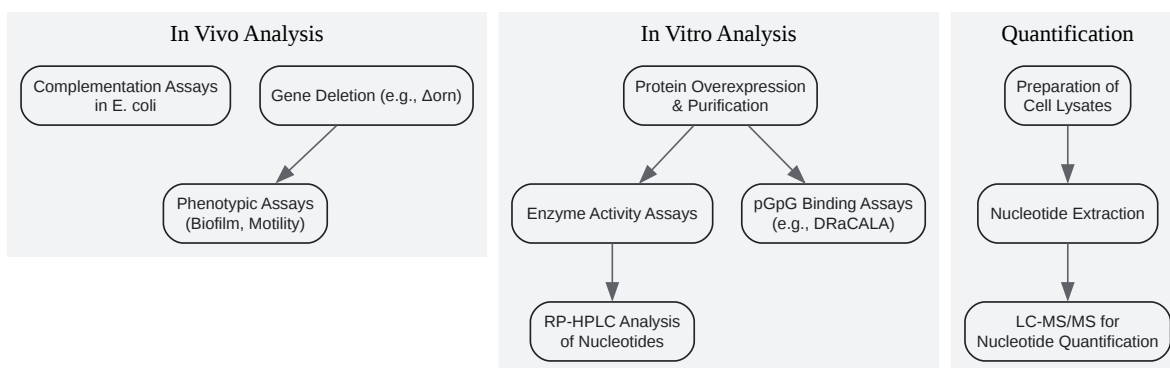 In Vivo Analysis
Complementation Assays
in E. coli
Gene Deletion (e.g., Δorn)
Phenotypic Assays
(Biofilm, Motility)
In Vitro Analysis
Protein Overexpression
& Purification
Enzyme Activity Assays
pGpG Binding Assays
(e.g., DRaCALA)
RP-HPLC Analysis
of Nucleotides
Quantification
Preparation of
Cell Lysates
Nucleotide Extraction
LC-MS/MS for
Nucleotide Quantification